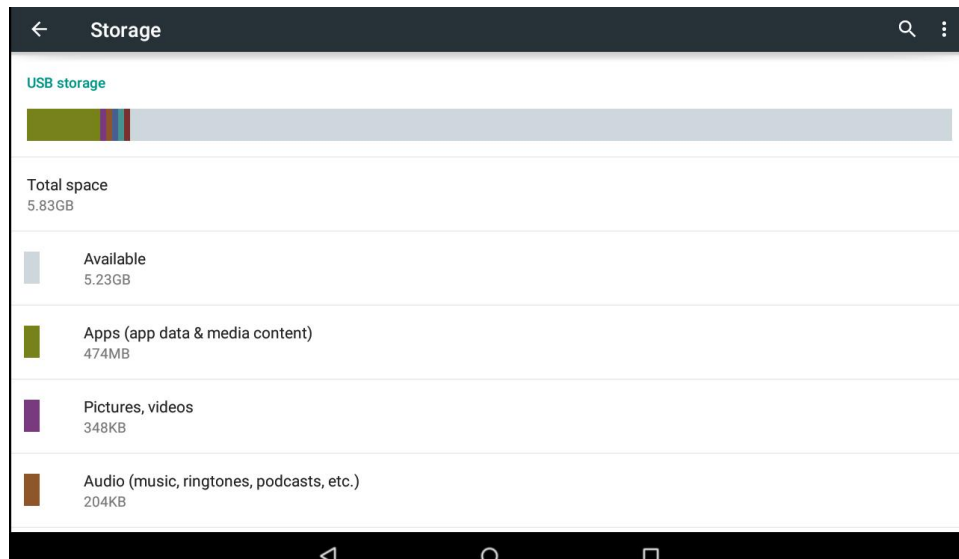 Storage
USB storage
Total space
5.83GB
Available
5.23GB
Apps (app data & media content)
474MB
Pictures, videos
348KB
Audio (music, ringtones, podcasts, etc.)
204KB